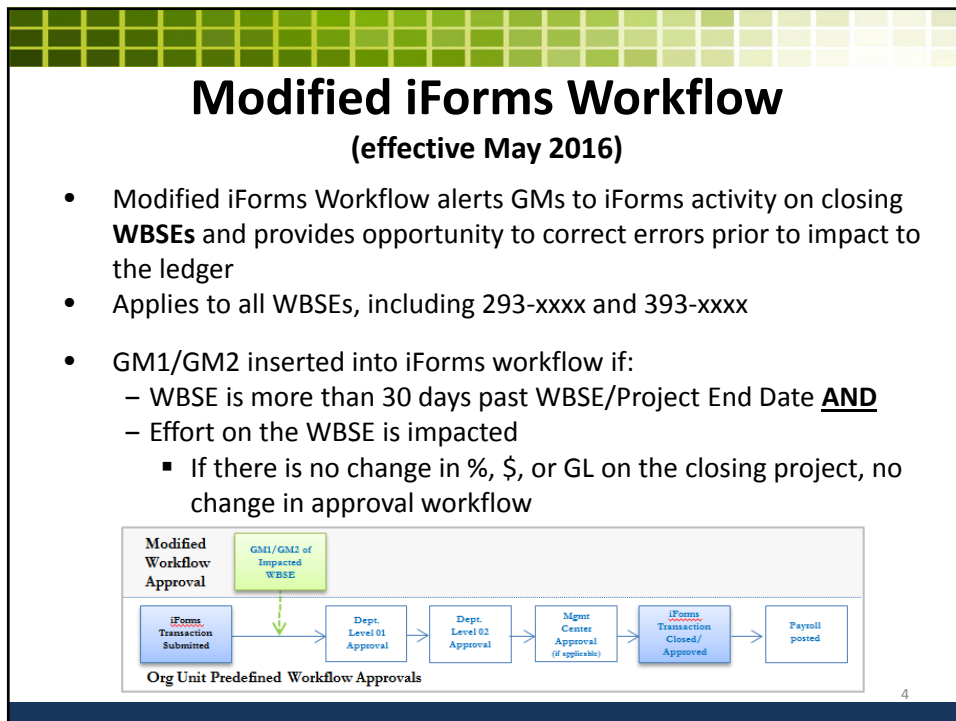 Modified iForms Workflow
(effective May 2016)
• Modified iForms Workflow alerts GMs to iForms activity on closing
WBSEs and provides opportunity to correct errors prior to impact to
the ledger
• Applies to all WBSEs, including 293-xxxx and 393-xxxx
• GM1/GM2 inserted into iForms workflow if:
– WBSE is more than 30 days past WBSE/Project End Date AND
– Effort on the WBSE is impacted
▪ If there is no change in %, $, or GL on the closing project, no
change in approval workflow
Modified
Workflow
Approval
GM1/GM2 of
Impacted
WBSE
iForms
Transaction
Submitted
Dept.
Level 01
Approval
Dept.
Level 02
Approval
Mgmt
Center
Approval
(if applicable)
iForms
Transaction
Closed/
Approved
Payroll
posted
Org Unit Predefined Workflow Approvals
4